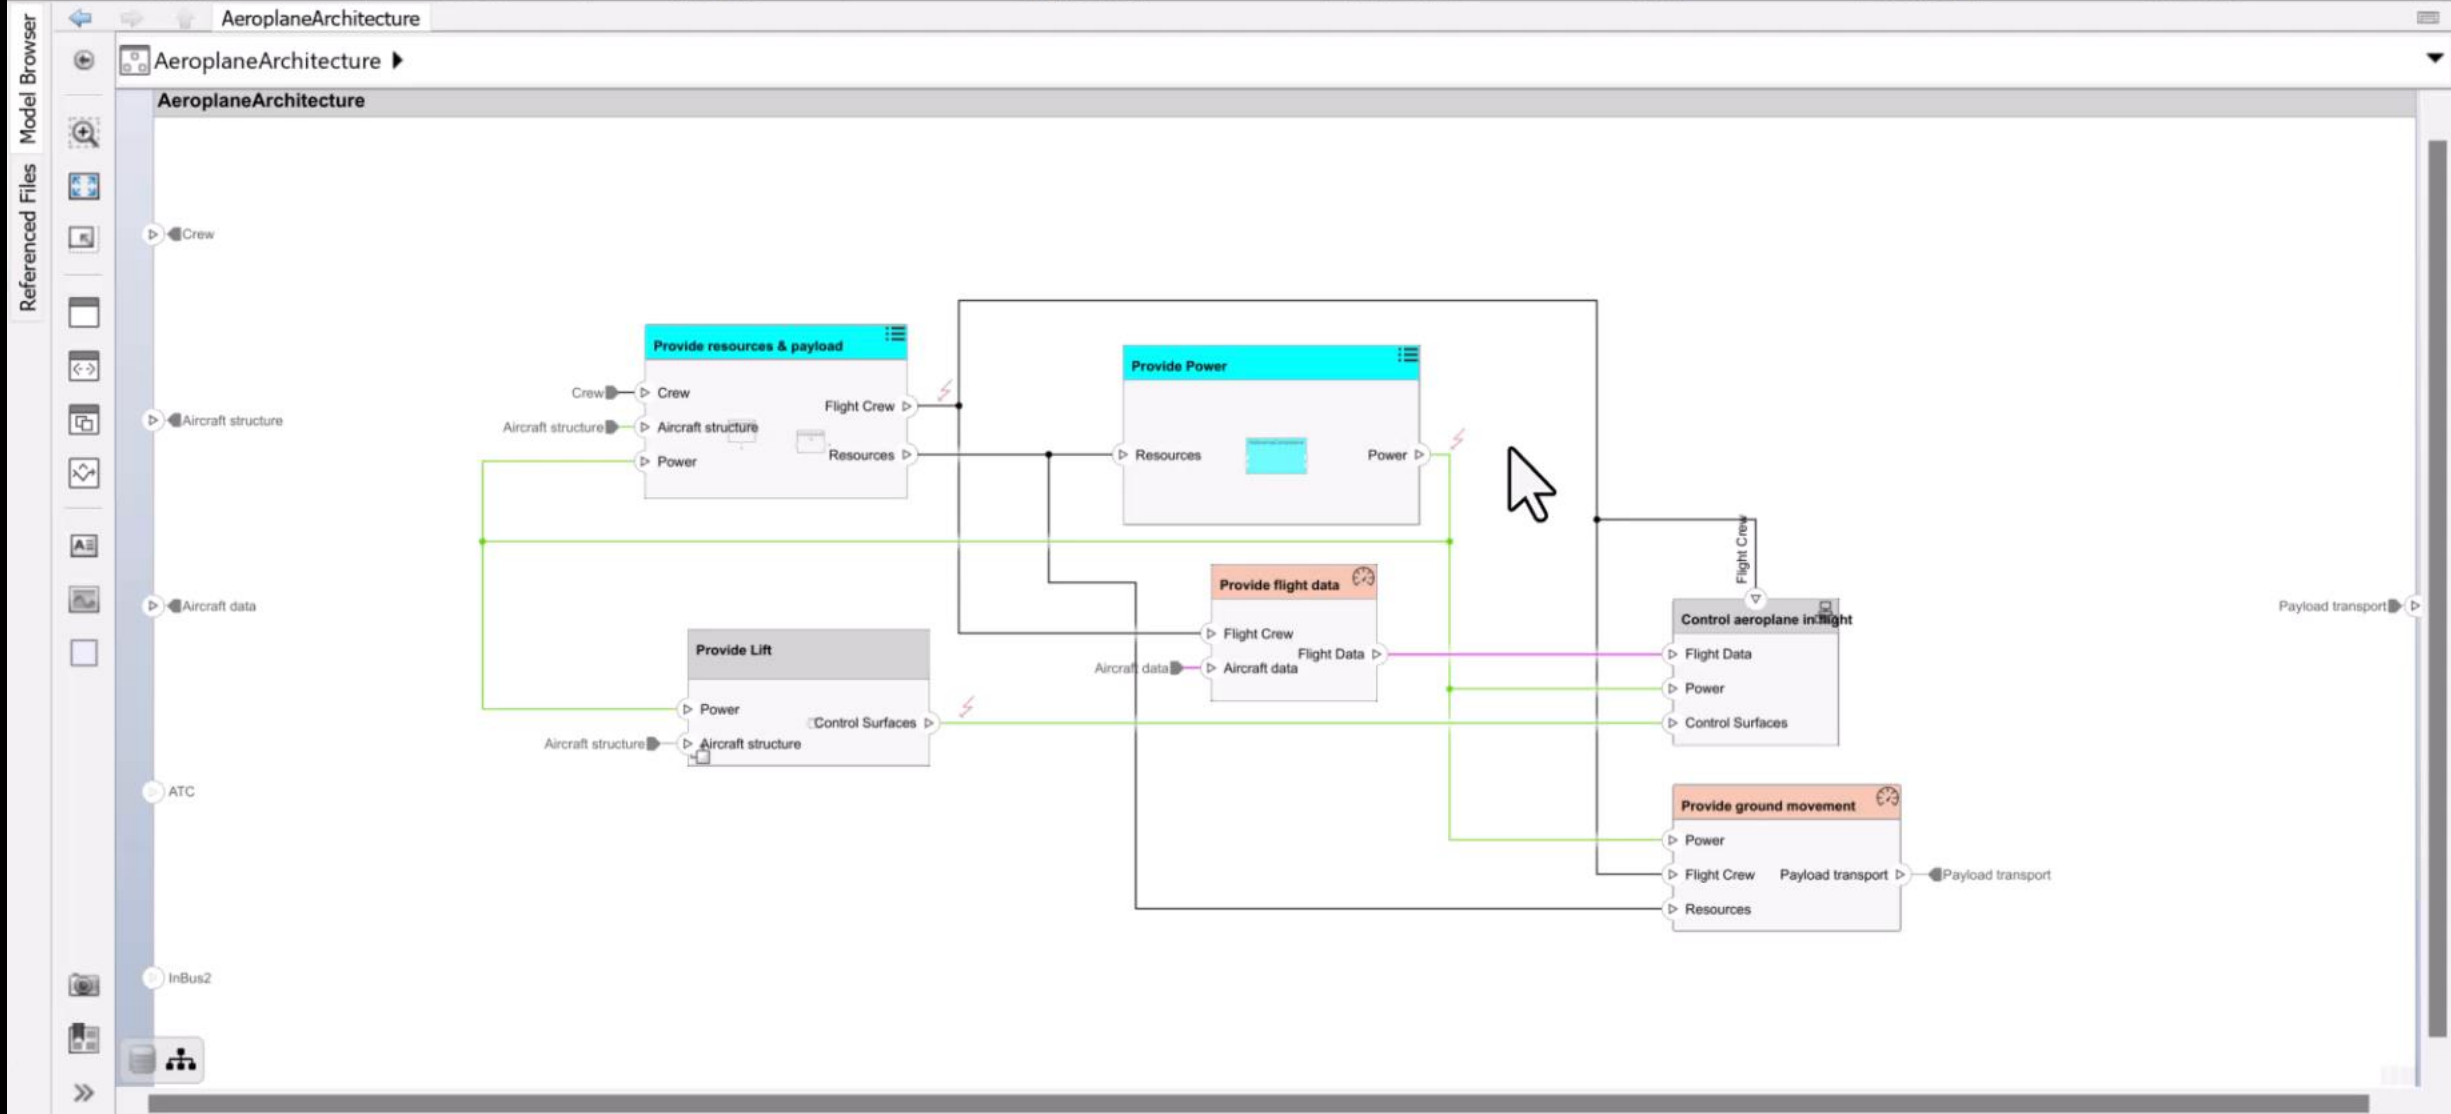 Model Browser
Referenced Files
AeroplaneArchitecture
AeroplaneArchitecture
AeroplaneArchitecture
Crew
Aircraft structure
Aircraft data
ATC
InBus2
Provide resources & payload
Crew
Crew
Flight Crew
Aircraft structure
Aircraft structure
Resources
Power
Provide Power
Resources
Power
Provide flight data
Flight Crew
Flight Data
Aircraft data
Aircraft data
Provide Lift
Power
Control Surfaces
Aircraft structure
Aircraft structure
Flight Crew
Control aeroplane in flight
Flight Data
Power
Control Surfaces
Provide ground movement
Power
Flight Crew
Payload transport
Payload transport
Resources
Payload transport